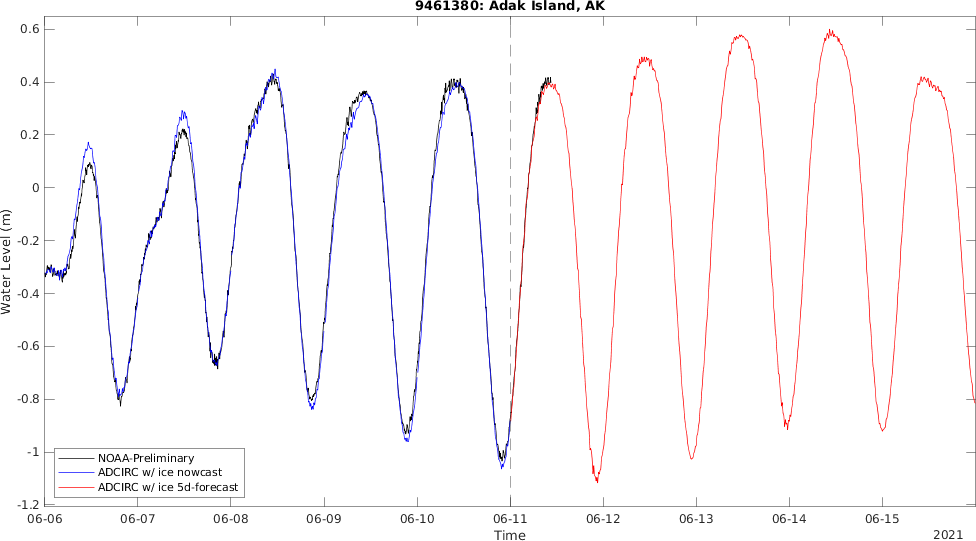 9461380: Adak Island, AK
0.6
0.4
0.2
0
-0.2
-0.4
-0.6
-0.8
-1
-1.2
Water Level (m)
NOAA-Preliminary
ADCIRC w/ ice nowcast
ADCIRC w/ ice 5d-forecast
06-06 06-07 06-08 06-09 06-10 06-11 06-12 06-13 06-14 06-15
Time
2021